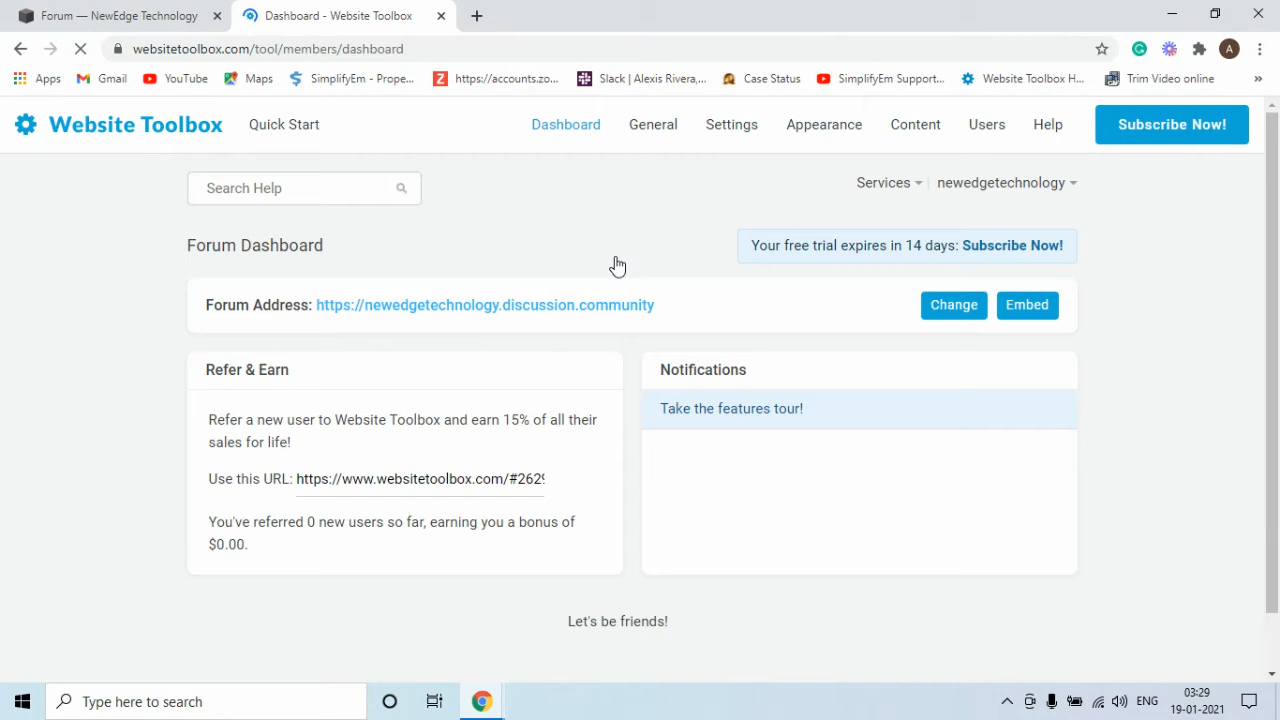 Forum — NewEdge Technology
Dashboard - Website Toolbox
websitetoolbox.com/tool/members/dashboard
A
Apps
Gmail
YouTube
Maps
SimplifyEm - Prope...
https://accounts.zo...
Slack | Alexis Rivera,...
Case Status
SimplifyEm Support...
Website Toolbox H...
Trim Video online
»
Website Toolbox
Quick Start
Dashboard
General
Settings
Appearance
Content
Users
Help
Subscribe Now!
Search Help
Services
newedgetechnology
Forum Dashboard
Your free trial expires in 14 days: Subscribe Now!
Forum Address: https://newedgetechnology.discussion.community
Change
Embed
Refer & Earn
Refer a new user to Website Toolbox and earn 15% of all their
sales for life!
Use this URL: https://www.websitetoolbox.com/#2629
You've referred 0 new users so far, earning you a bonus of
$0.00.
Notifications
Take the features tour!
Let's be friends!
Type here to search
ENG
03:29
19-01-2021